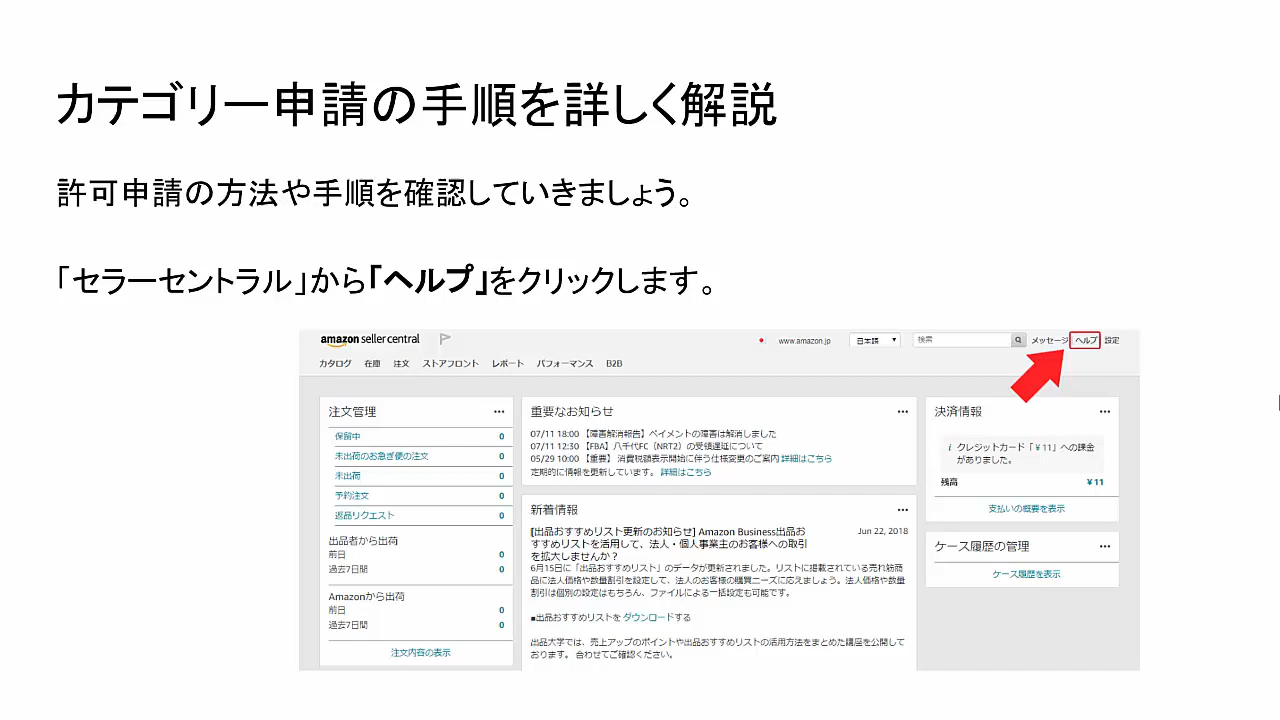 カテゴリー申請の手順を詳しく解説
許可申請の方法や手順を確認していきましょう。
「セラーセントラル」から「ヘルプ」をクリックします。
amazon seller central
www.amazon.jp
日本語
検索
メッセージ
ヘルプ
設定
カタログ 在庫 注文 ストアフロント レポート パフォーマンス B2B
注文管理
保留中 0
未出荷のお急ぎ便の注文 0
未出荷 0
予約注文 0
返品リクエスト 0
出品者から出荷
前日 0
過去7日間 0
Amazonから出荷
前日 0
過去7日間 0
注文内容の表示
重要なお知らせ
07/11 18:00 【障害解消報告】ペイメントの障害は解消しました
07/11 12:30 【FBA】八千代FC（NRT2）の受領遅延について
05/29 10:00 【重要】 消費税額表示開始に伴う仕様変更のご案内 詳細はこちら
定期的に情報を更新しています。 詳細はこちら
新着情報
[出品おすすめリスト更新のお知らせ] Amazon Business出品お
すすめリストを活用して、法人・個人事業主のお客様への取引
を拡大しませんか？
Jun 22, 2018
6月15日に「出品おすすめリスト」のデータが更新されました。リストに掲載されている売れ筋商
品に法人価格や数量割引を設定して、法人のお客様の購買ニーズに応えましょう。法人価格や数量
割引は個別の設定はもちろん、ファイルによる一括設定も可能です。
■出品おすすめリストを ダウンロードする
出品大学では、売上アップのポイントや出品おすすめリストの活用方法をまとめた講座を公開して
おります。 合わせてご確認ください。
決済情報
i クレジットカード「¥11」への課金
がありました。
残高 ¥11
支払いの概要を表示
ケース履歴の管理
ケース履歴を表示